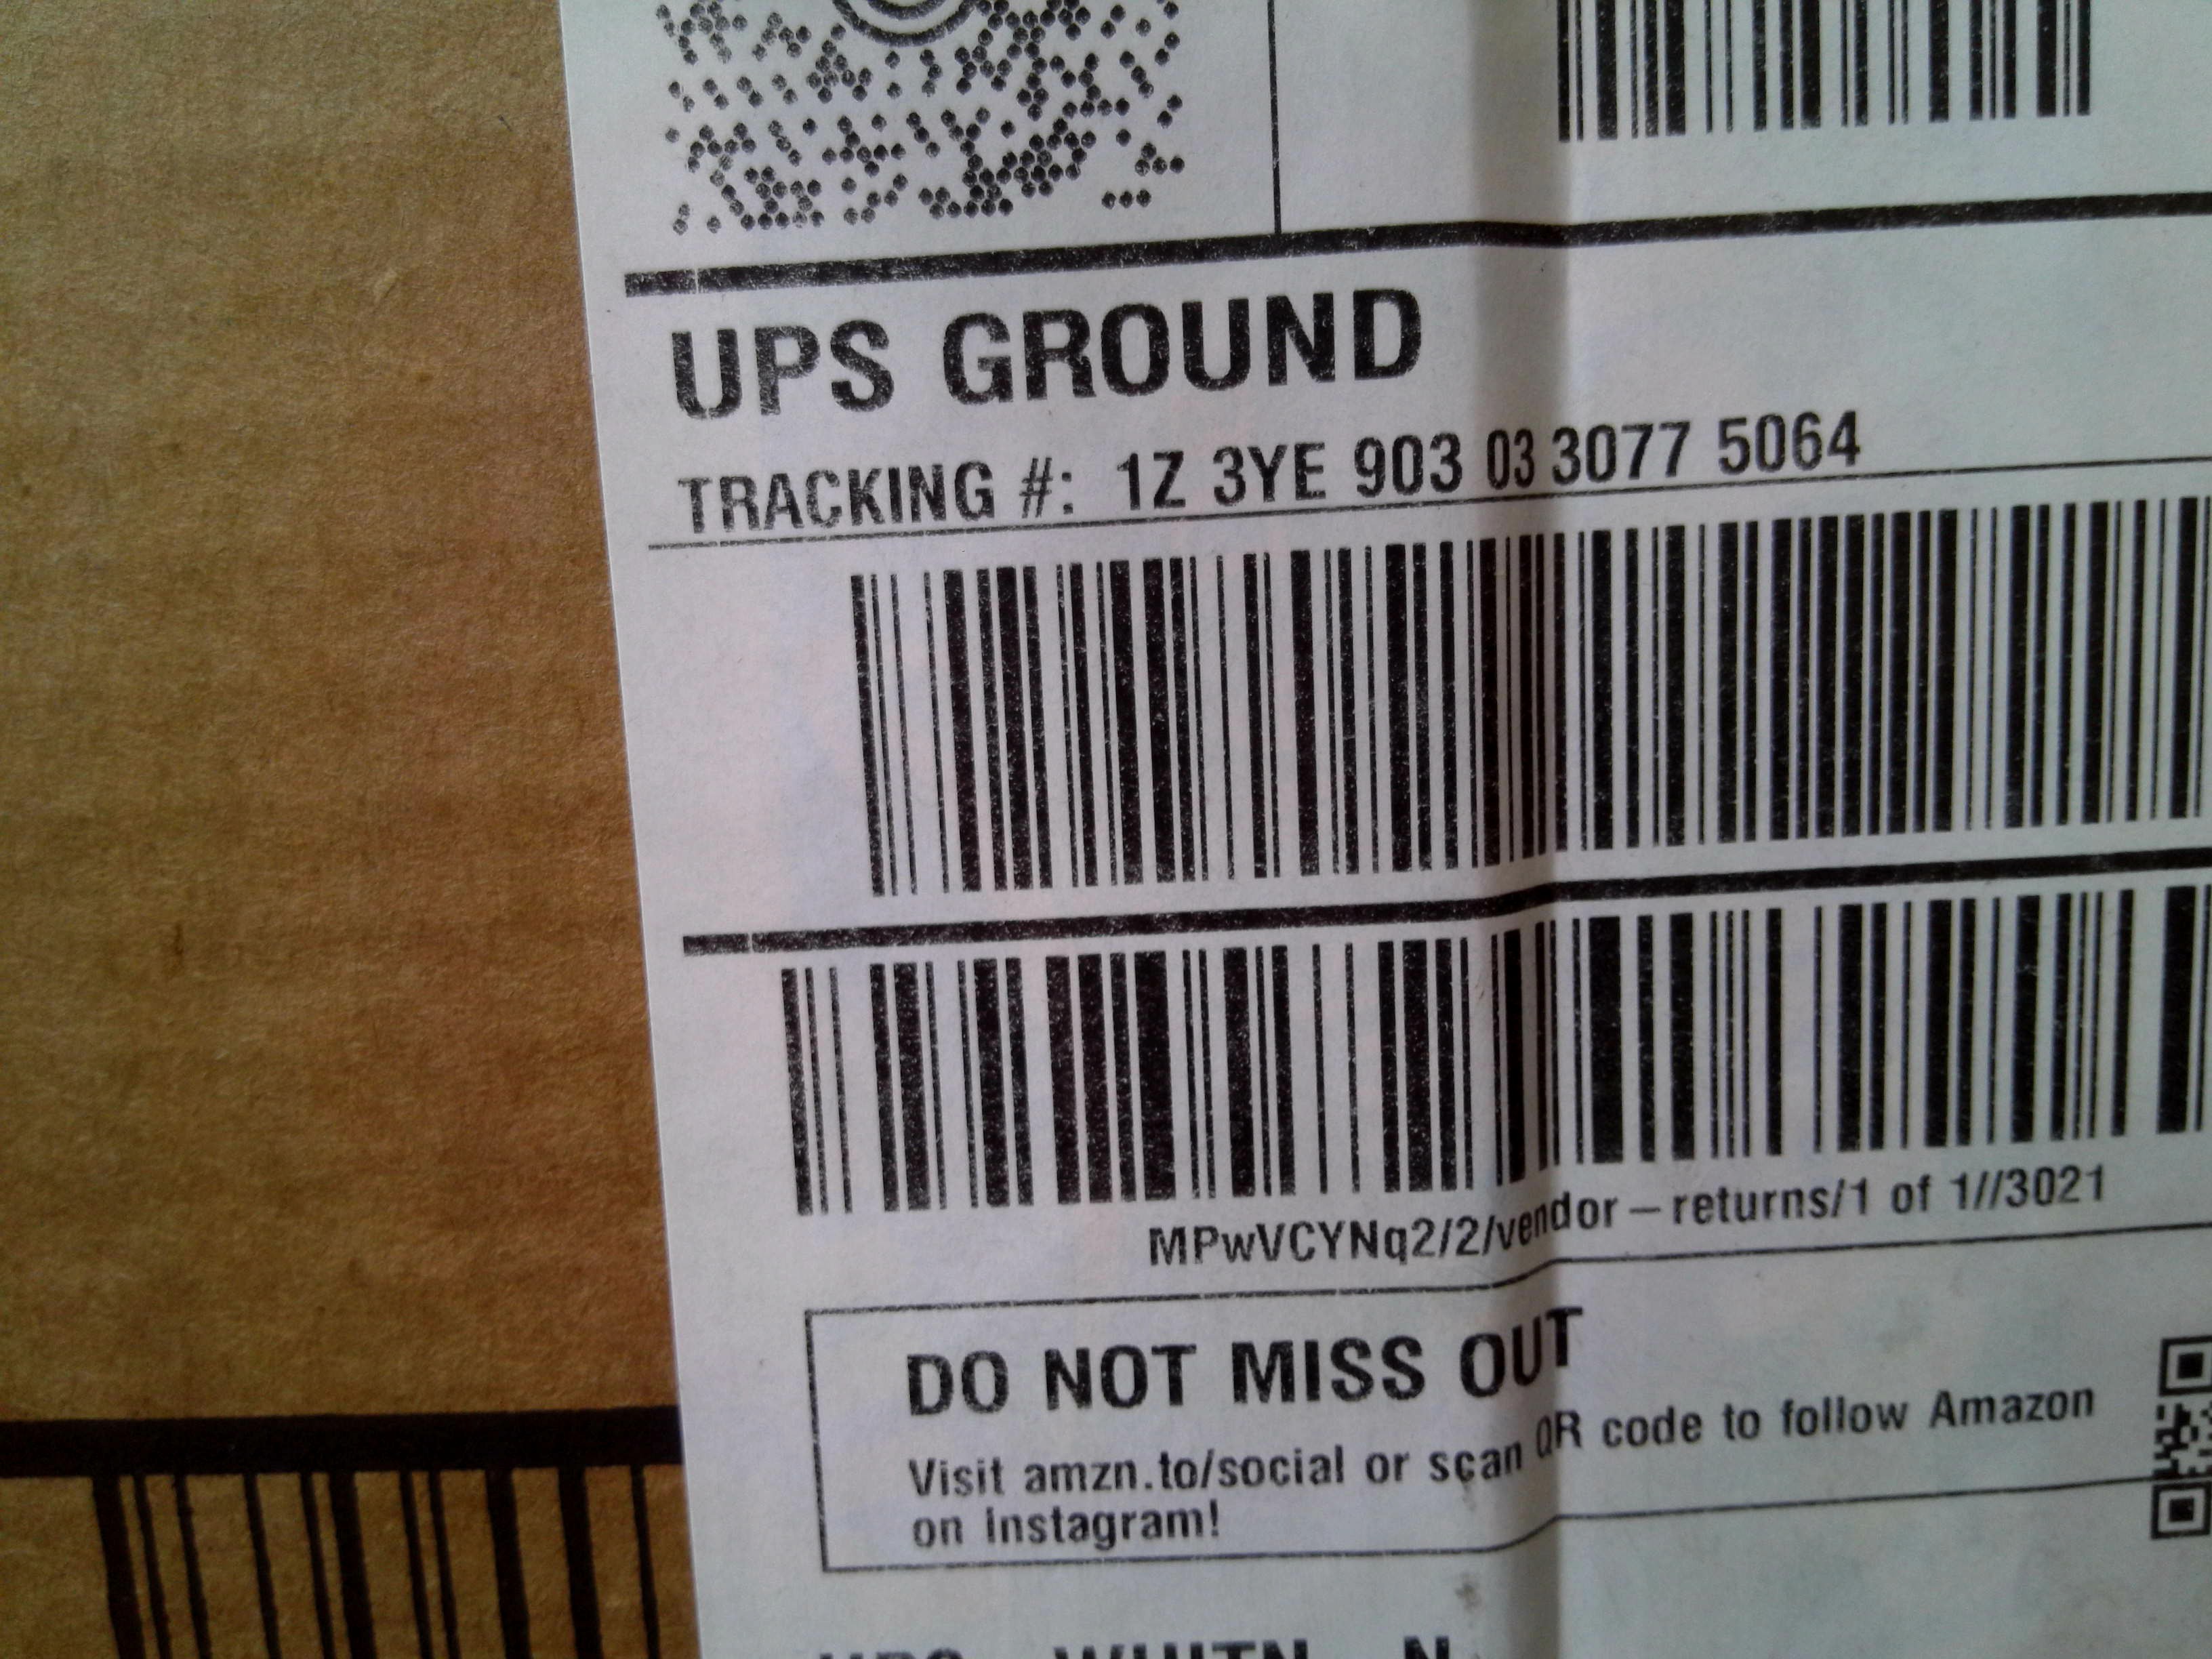 UPS GROUND
TRACKING #: 1Z 3YE 903 03 3077 5064
MPwVCYNq2/2/vendor-returns/1 of 1//3021
DO NOT MISS OUT
Visit amzn.to/social or scan QR code to follow Amazon
on Instagram!